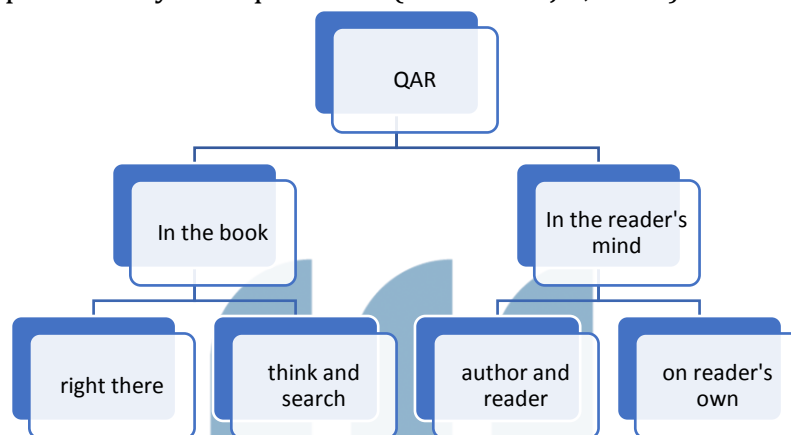 QAR
In the book
In the reader's
mind
right there
think and
search
author and
reader
on reader's
own